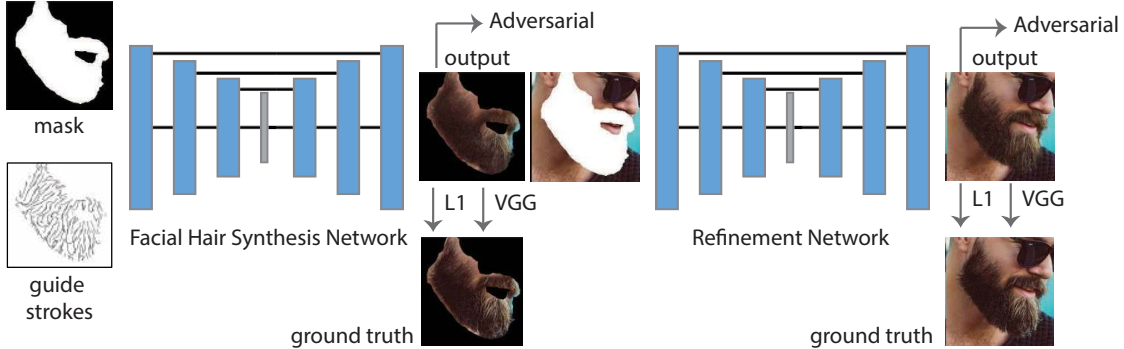 mask
guide
strokes
Facial Hair Synthesis Network
Adversarial
output
L1
VGG
ground truth
Refinement Network
Adversarial
output
L1
VGG
ground truth